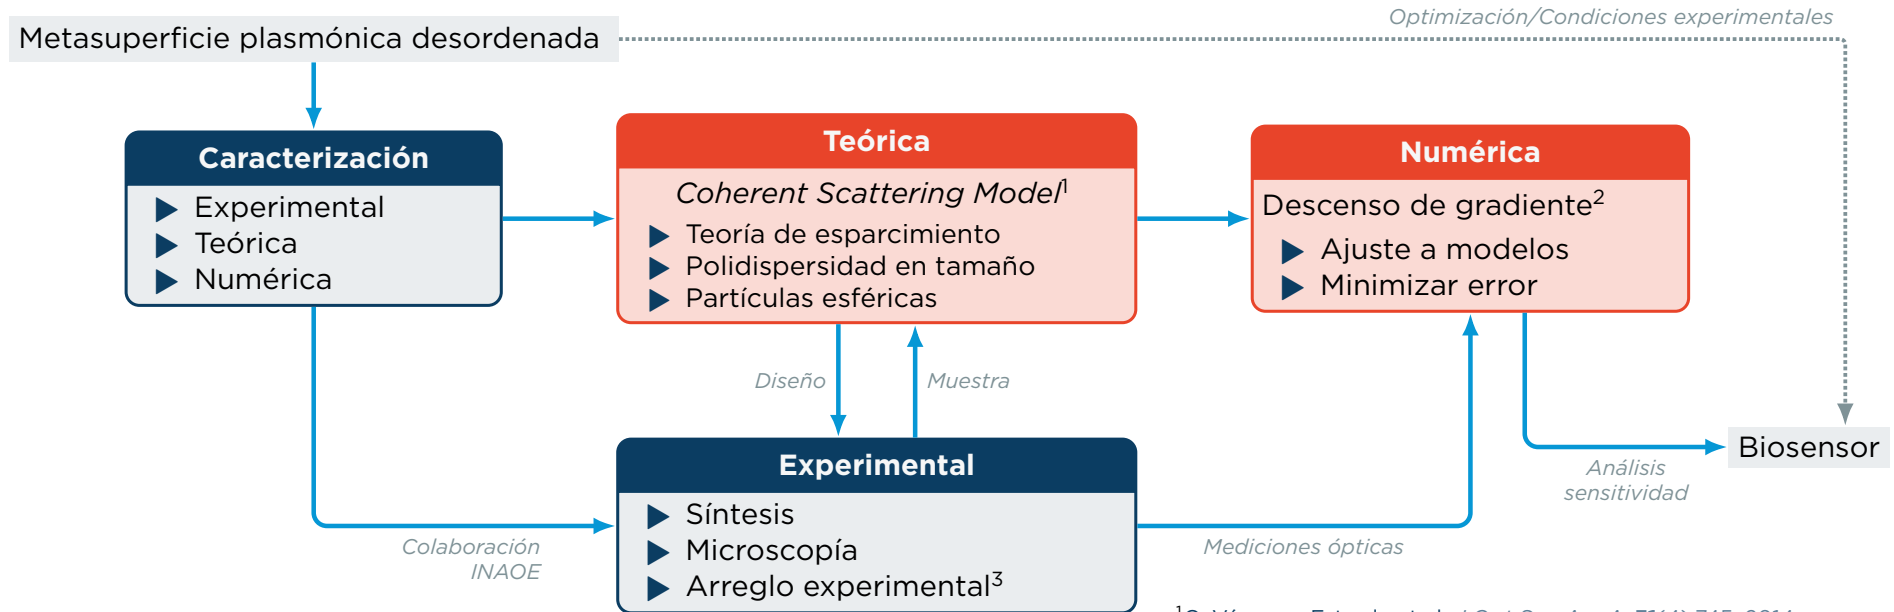 Optimización/Condiciones experimentales
Metasuperficie plasmónica desordenada
Caracterización
Experimental
Teórica
Numérica
Teórica
Coherent Scattering Model¹
Teoría de esparcimiento
Polidispersidad en tamaño
Partículas esféricas
Numérica
Descenso de gradiente²
Ajuste a modelos
Minimizar error
Diseño
Muestra
Experimental
Síntesis
Microscopía
Arreglo experimental³
Colaboración
INAOE
Mediciones ópticas
Análisis
sensitividad
Biosensor